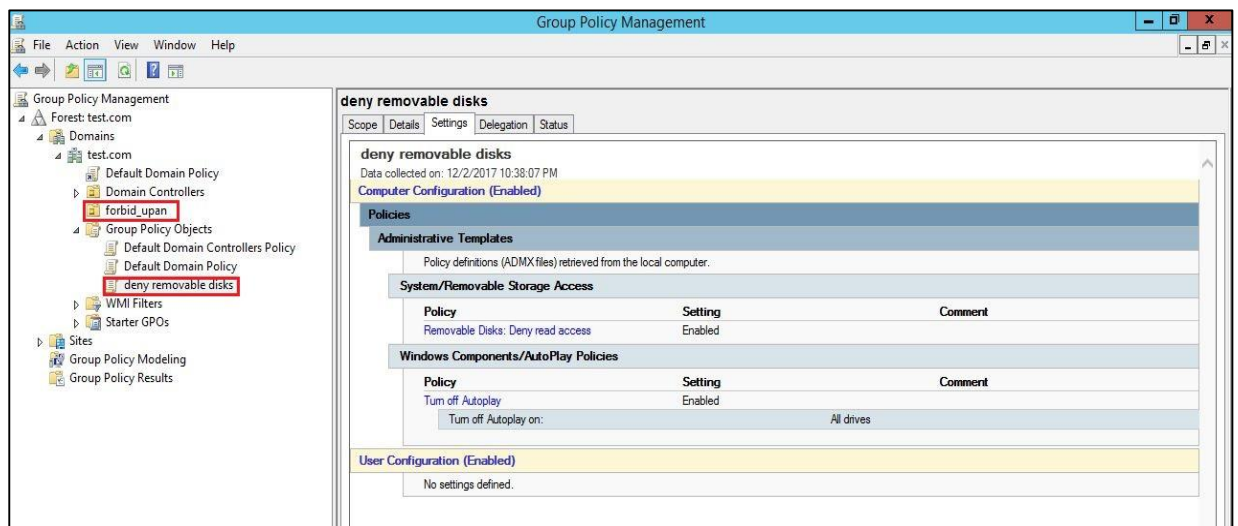 Group Policy Management
File Action View Window Help
Group Policy Management
Forest: test.com
Domains
test.com
Default Domain Policy
Domain Controllers
forbid_upan
Group Policy Objects
Default Domain Controllers Policy
Default Domain Policy
deny removable disks
WMI Filters
Starter GPOs
Sites
Group Policy Modeling
Group Policy Results
deny removable disks
Scope Details Settings Delegation Status
deny removable disks
Data collected on: 12/2/2017 10:38:07 PM
Computer Configuration (Enabled)
Policies
Administrative Templates
Policy definitions (ADMX files) retrieved from the local computer.
System/Removable Storage Access
Policy Setting Comment
Removable Disks: Deny read access Enabled
Windows Components/AutoPlay Policies
Policy Setting Comment
Turn off Autoplay Enabled
Turn off Autoplay on: All drives
User Configuration (Enabled)
No settings defined.